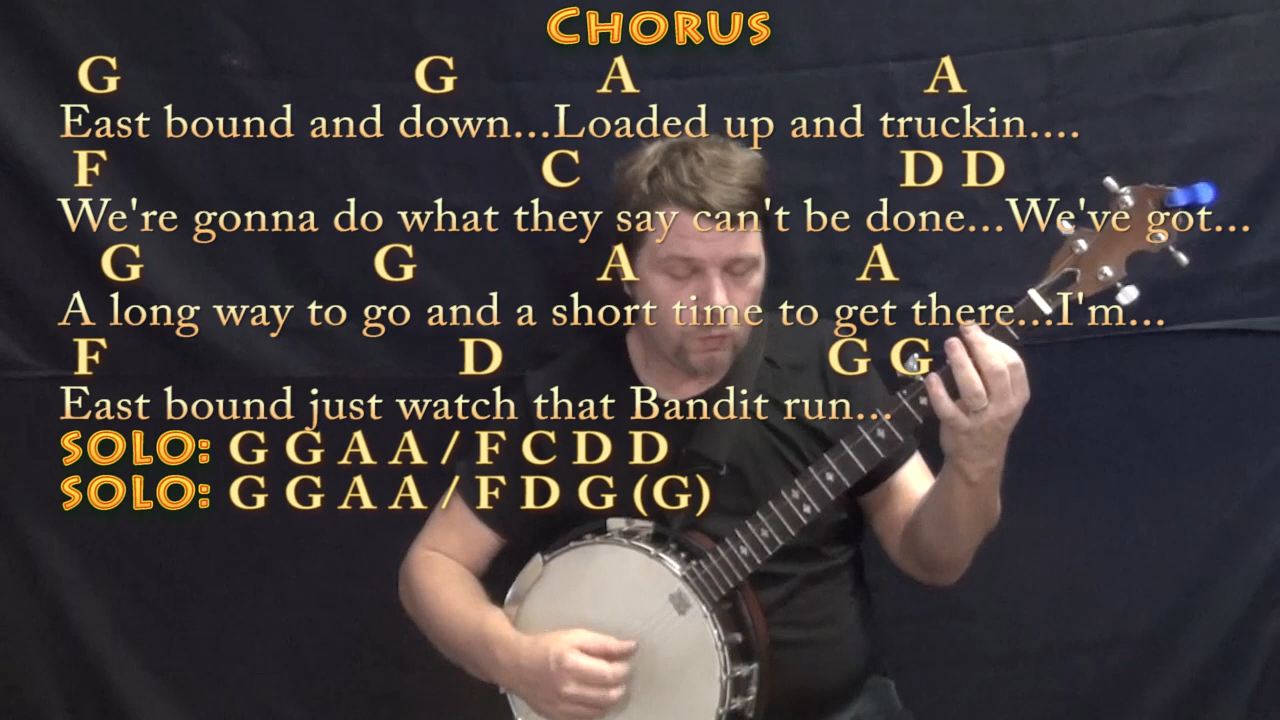 CHORUS
G G A A
East bound and down...Loaded up and truckin....
F C D D
We're gonna do what they say can't be done...We've got...
G G A A
A long way to go and a short time to get there...I'm...
F D G G
East bound just watch that Bandit run...
SOLO: G G A A / F C D D
SOLO: G G A A / F D G (G)